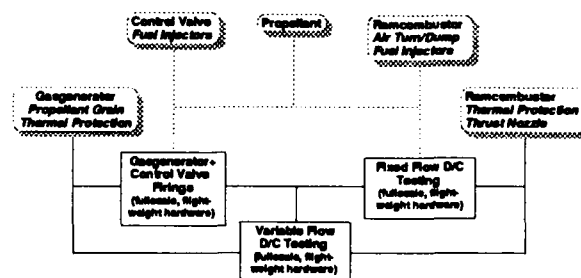 Control Valve
Fuel Injectors
Propellant
Ramcombustor
Air Turn/Dump
Fuel Injectors
Gasgenerator
Propellant Grain
Thermal Protection
Ramcombustor
Thermal Protection
Thrust Nozzle
Gasgenerator+
Control Valve
Firings
(fullscale, flight-
weight hardware)
Fixed Flow D/C
Testing
(fullscale, flight-
weight hardware)
Variable Flow
D/C Testing
(fullscale, flight-
weight hardware)